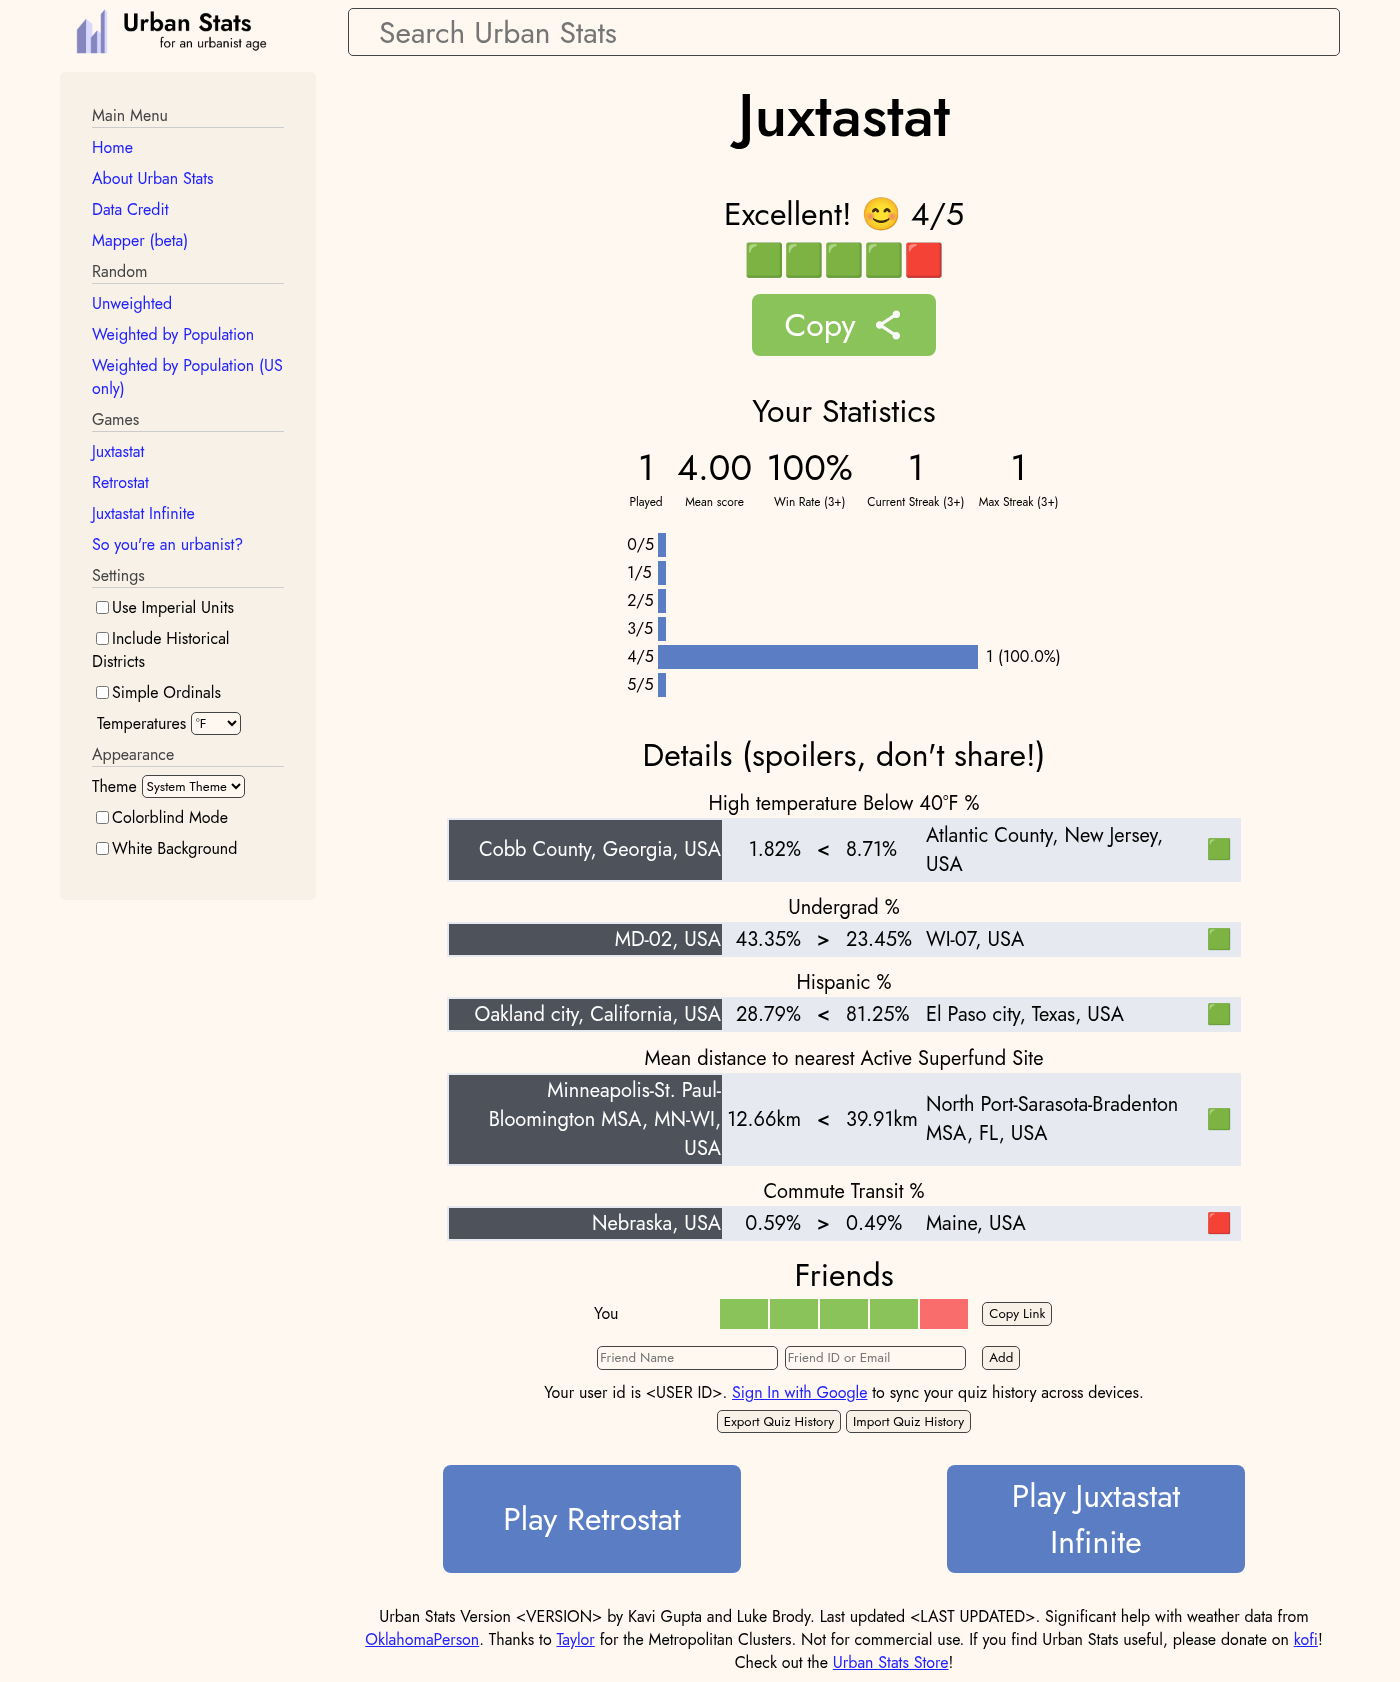 Urban Stats
for an urbanist age
Search Urban Stats
Main Menu
Home
About Urban Stats
Data Credit
Mapper (beta)
Random
Unweighted
Weighted by Population
Weighted by Population (US
only)
Games
Juxtastat
Retrostat
Juxtastat Infinite
So you're an urbanist?
Settings
Use Imperial Units
Include Historical
Districts
Simple Ordinals
Temperatures °F
Appearance
Theme System Theme
Colorblind Mode
White Background
Juxtastat
Excellent! 😊 4/5
🟩🟩🟩🟩🟥
Copy
Your Statistics
1 4.00 100% 1 1
Played Mean score Win Rate (3+) Current Streak (3+) Max Streak (3+)
0/5
1/5
2/5
3/5
4/5 1 (100.0%)
5/5
Details (spoilers, don't share!)
High temperature Below 40°F %
Cobb County, Georgia, USA 1.82% < 8.71% Atlantic County, New Jersey,
USA
Undergrad %
MD-02, USA 43.35% > 23.45% WI-07, USA
Hispanic %
Oakland city, California, USA 28.79% < 81.25% El Paso city, Texas, USA
Mean distance to nearest Active Superfund Site
Minneapolis-St. Paul-
Bloomington MSA, MN-WI,
USA
12.66km < 39.91km
North Port-Sarasota-Bradenton
MSA, FL, USA
Commute Transit %
Nebraska, USA 0.59% > 0.49% Maine, USA
Friends
You Copy Link
Friend Name Friend ID or Email Add
Your user id is <USER ID>. Sign In with Google to sync your quiz history across devices.
Export Quiz History Import Quiz History
Play Retrostat
Play Juxtastat
Infinite
Urban Stats Version <VERSION> by Kavi Gupta and Luke Brody. Last updated <LAST UPDATED>. Significant help with weather data from
OklahomaPerson. Thanks to Taylor for the Metropolitan Clusters. Not for commercial use. If you find Urban Stats useful, please donate on kofi!
Check out the Urban Stats Store!